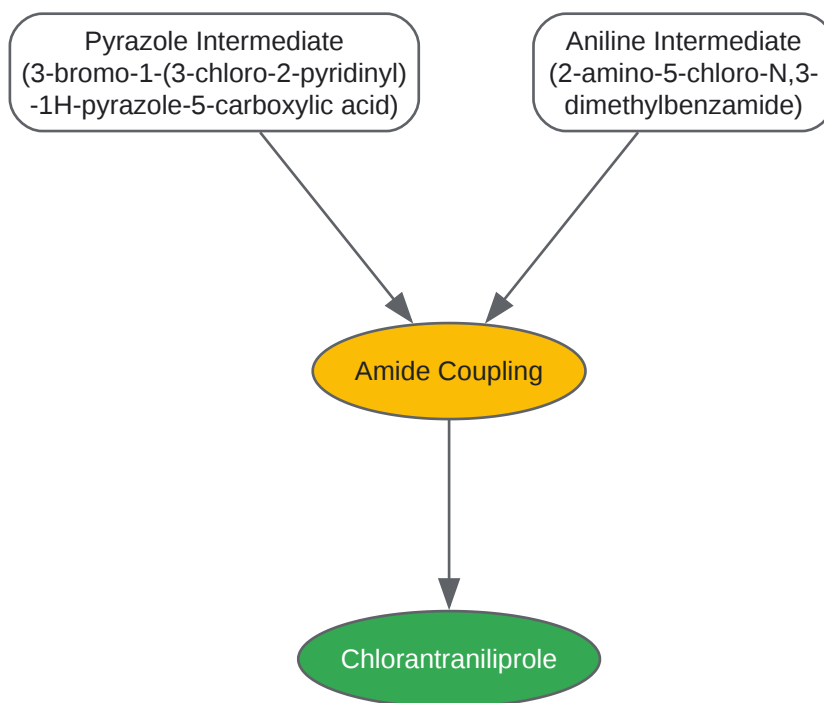 Pyrazole Intermediate
(3-bromo-1-(3-chloro-2-pyridinyl)
-1H-pyrazole-5-carboxylic acid)
Aniline Intermediate
(2-amino-5-chloro-N,3-
dimethylbenzamide)
Amide Coupling
Chlorantraniliprole